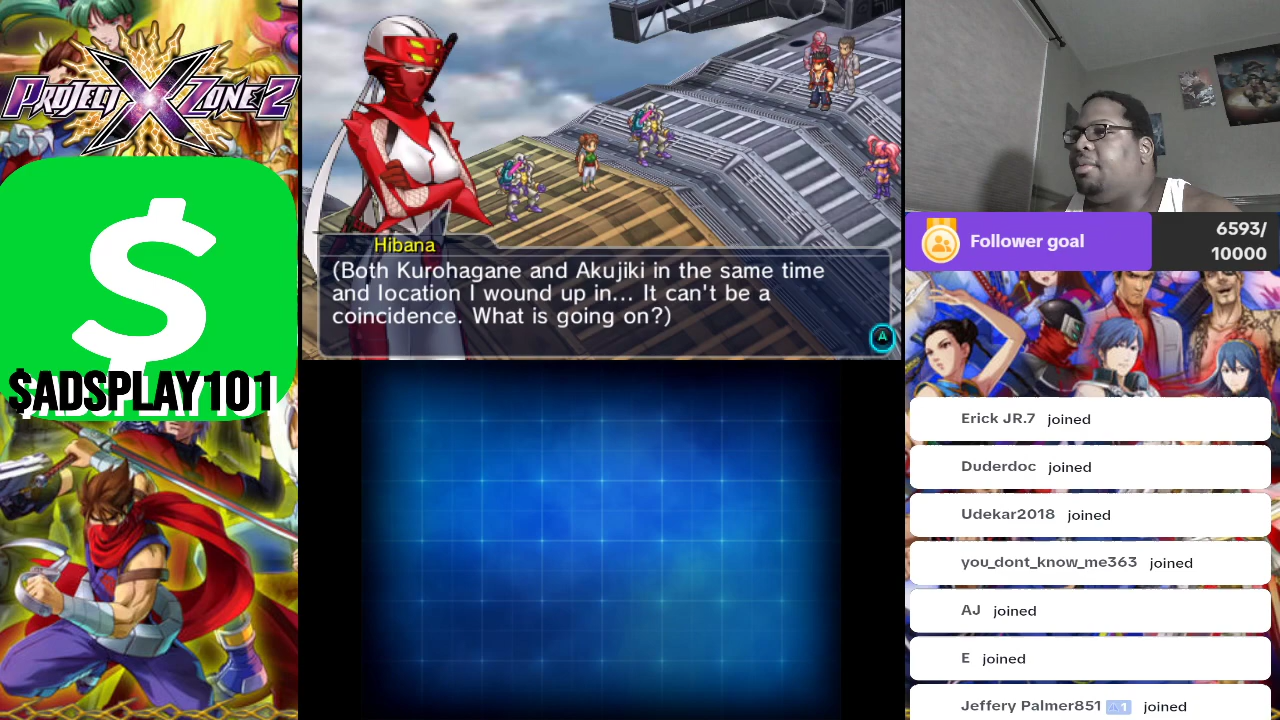 PROJECT X ZONE 2
$
$ADSPLAY101
Hibana
(Both Kurohagane and Akujiki in the same time
and location I wound up in... It can't be a
coincidence. What is going on?)
A
Follower goal
6593/
10000
Erick JR.7 joined
Duderdoc joined
Udekar2018 joined
you_dont_know_me363 joined
AJ joined
E joined
Jeffery Palmer851 1 joined